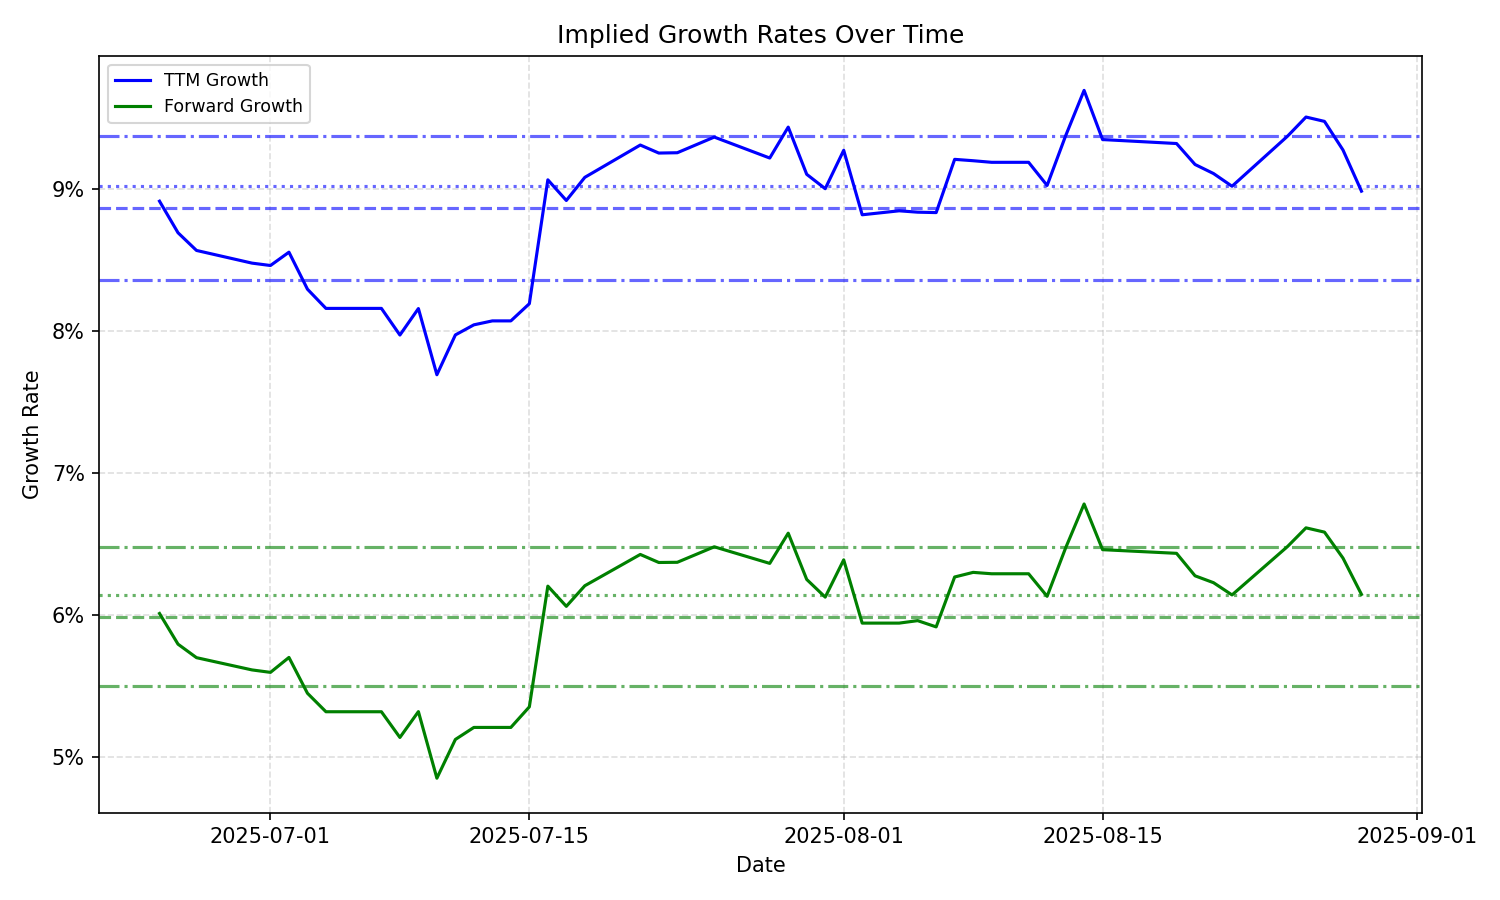 Implied Growth Rates Over Time
TTM Growth
Forward Growth
9%
8%
7%
6%
5%
Growth Rate
2025-07-01
2025-07-15
2025-08-01
2025-08-15
2025-09-01
Date